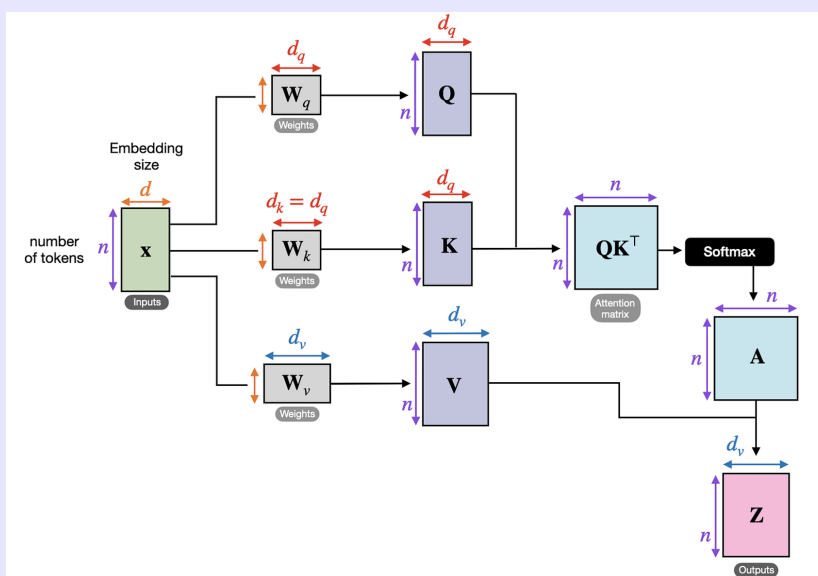 d_q
W_q
Weights
d_q
n
Q
Embedding
size
d
number
of tokens
n
x
Inputs
d_k = d_q
W_k
Weights
d_q
n
K
n
n
QK^⊤
Attention
matrix
Softmax
d_v
W_v
Weights
d_v
n
V
n
n
A
d_v
n
Z
Outputs